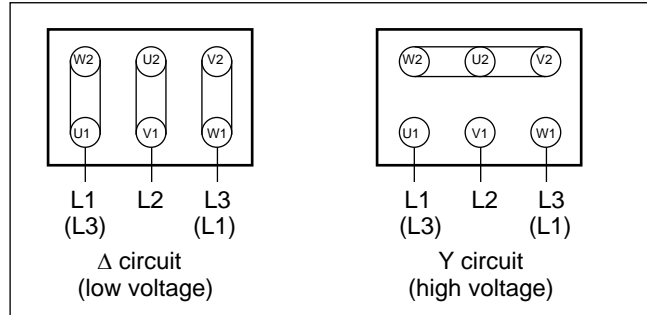 W2 U2 V2
U1 V1 W1
L1 L2 L3
(L3) (L1)
Δ circuit
(low voltage)
W2 U2 V2
U1 V1 W1
L1 L2 L3
(L3) (L1)
Y circuit
(high voltage)